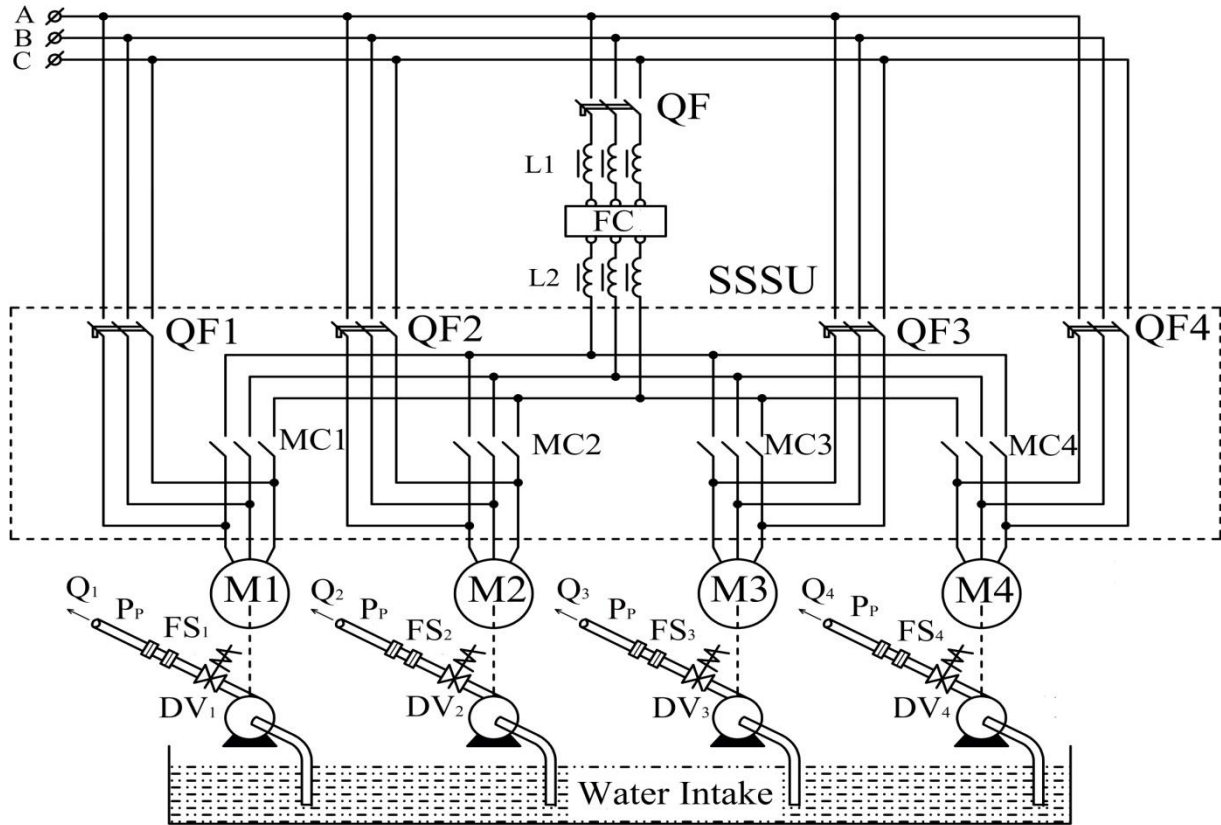 A
B
C
QF
L1
FC
L2
SSSU
QF1
QF2
QF3
QF4
MC1
MC2
MC3
MC4
M1
M2
M3
M4
Q₁
Pₚ
FS₁
DV₁
Q₂
Pₚ
FS₂
DV₂
Q₃
Pₚ
FS₃
DV₃
Q₄
Pₚ
FS₄
DV₄
Water Intake